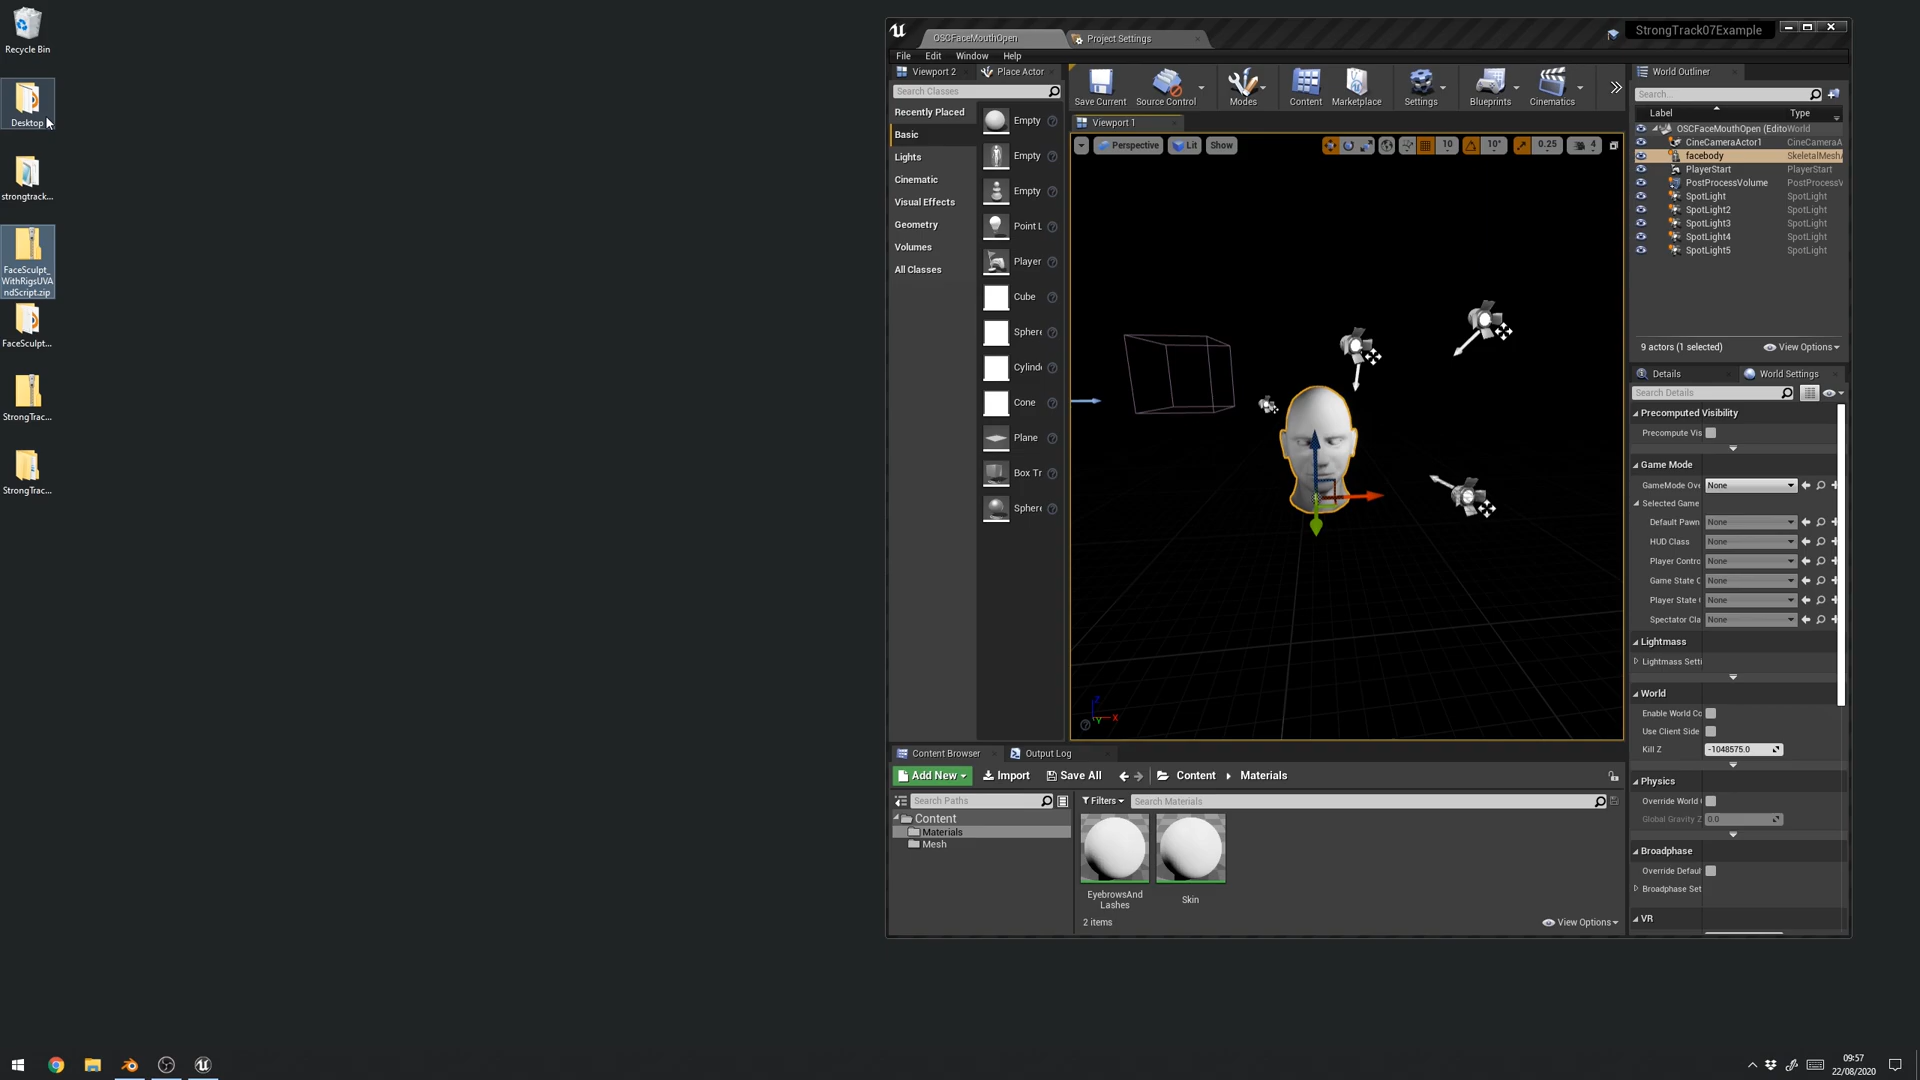 Recycle Bin
Desktop
strongtrack...
FaceSculpt_
WithRigsUVA
ndScript.zip
FaceSculpt...
StrongTrac...
StrongTrac...
OSCFaceMouthOpen
Project Settings
StrongTrack07Example
File
Edit
Window
Help
Viewport 2
Place Actor
Search Classes
Recently Placed
Basic
Lights
Cinematic
Visual Effects
Geometry
Volumes
All Classes
Empty
Empty
Empty
Point L
Player
Cube
Sphere
Cylind
Cone
Plane
Box Tr
Sphere
Save Current
Source Control
Modes
Content
Marketplace
Settings
Blueprints
Cinematics
Viewport 1
Perspective
Lit
Show
10
10°
0.25
4
Z
X
Y
World Outliner
Search...
Label
Type
OSCFaceMouthOpen (Edito
World
CineCameraActor1
CineCameraA
facebody
SkeletalMeshA
PlayerStart
PlayerStart
PostProcessVolume
PostProcessV
SpotLight
SpotLight
SpotLight2
SpotLight
SpotLight3
SpotLight
SpotLight4
SpotLight
SpotLight5
SpotLight
9 actors (1 selected)
View Options
Details
World Settings
Search Details
Precomputed Visibility
Precompute Vis
Game Mode
GameMode Ove
None
Selected Game
Default Pawn
None
HUD Class
None
Player Contro
None
Game State C
None
Player State C
None
Spectator Cla
None
Lightmass
Lightmass Setti
World
Enable World Co
Use Client Side
Kill Z
-1048575.0
Physics
Override World G
Global Gravity Z
0.0
Broadphase
Override Defaul
Broadphase Set
VR
Content Browser
Output Log
Add New
Import
Save All
Content
Materials
Search Paths
Filters
Search Materials
Content
Materials
Mesh
EyebrowsAnd
Lashes
Skin
2 items
View Options
09:57
22/08/2020